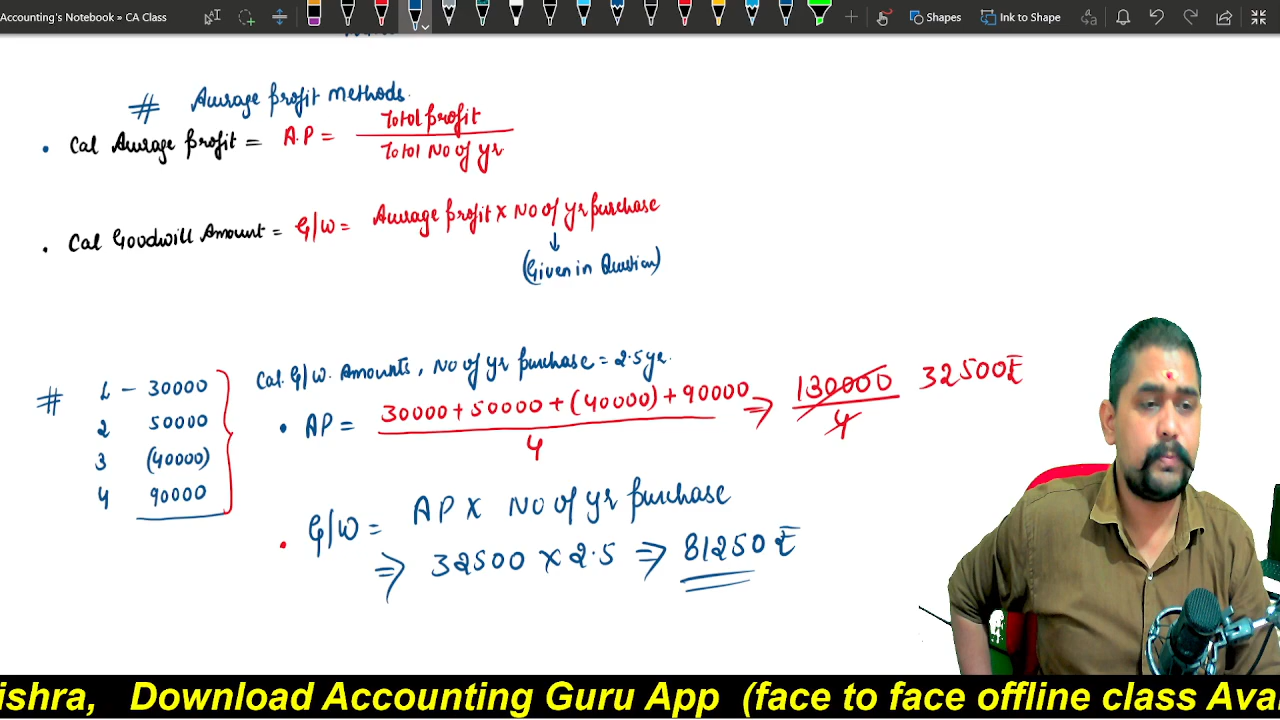 Accounting's Notebook » CA Class
Shapes
Ink to Shape
# Average profit methods.
• Cal Average profit = A.P = Total profit
Total No of yr
• Cal Goodwill Amount = G/W = Average profit x No of yr purchase
↓
(Given in Question)
# 1 - 30000
2 50000
3 (40000)
4 90000
Cal G/W. Amounts, No of yr purchase = 2.5 yr.
• AP = 30000 + 50000 + (40000) + 90000 ⇒ 130000 32500₹
4 4
• G/W = AP x No of yr purchase
⇒ 32500 x 2.5 ⇒ 81250₹
ishra, Download Accounting Guru App (face to face offline class Ava